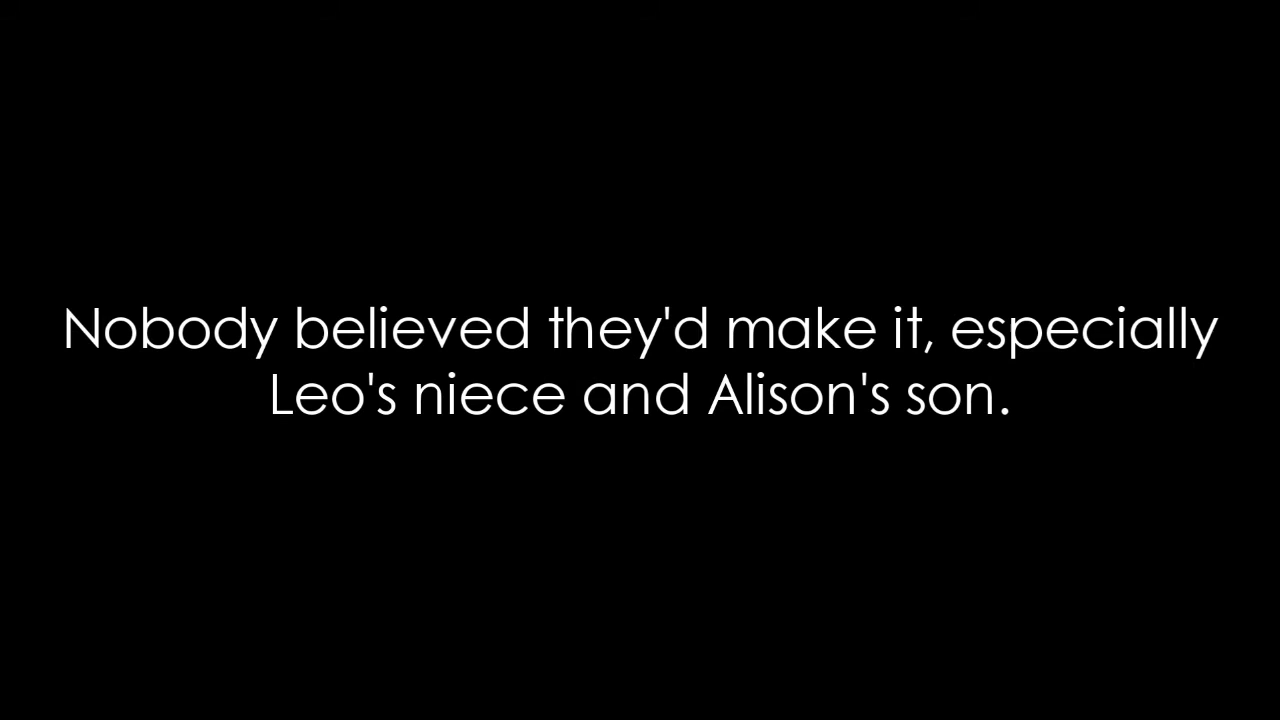 Nobody believed they'd make it, especially
Leo's niece and Alison's son.